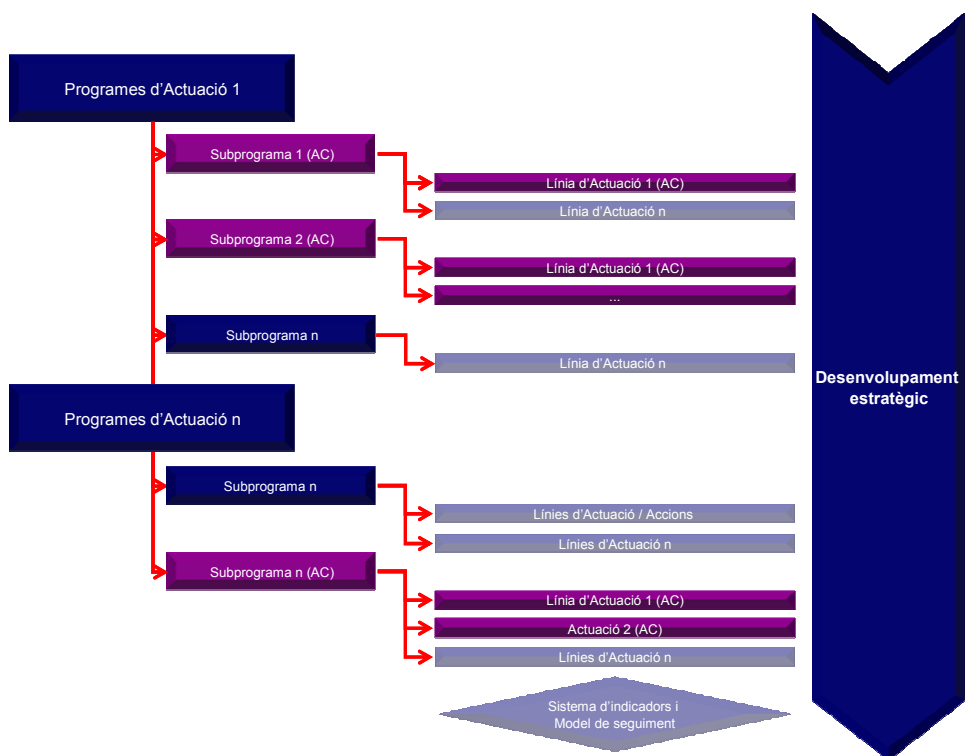 Programes d'Actuació 1
Subprograma 1 (AC)
Línia d'Actuació 1 (AC)
Línia d'Actuació n
Subprograma 2 (AC)
Línia d'Actuació 1 (AC)
...
Subprograma n
Línia d'Actuació n
Programes d'Actuació n
Subprograma n
Línies d'Actuació / Accions
Línies d'Actuació n
Subprograma n (AC)
Línia d'Actuació 1 (AC)
Actuació 2 (AC)
Línies d'Actuació n
Sistema d'indicadors i
Model de seguiment
Desenvolupament
estratègic